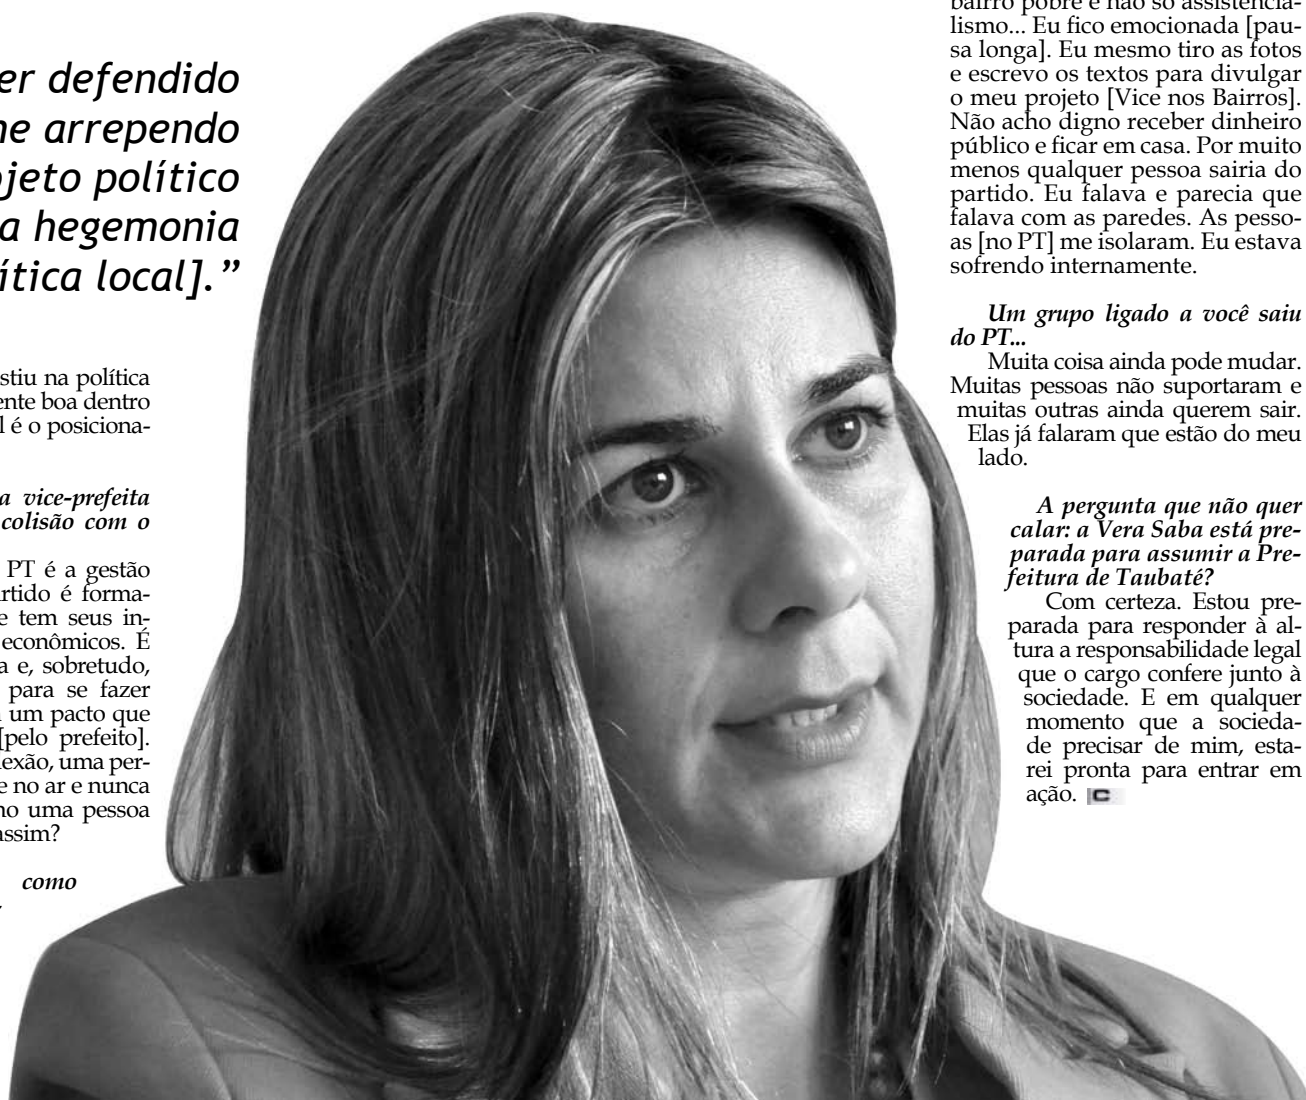 er defendido
me arrependo
jeto político
a hegemonia
ítica local].”
stiu na política
ente boa dentro
l é o posiciona-
a vice-prefeita
colisão com o
PT é a gestão
rtido é forma-
e tem seus in-
econômicos. É
a e, sobretudo,
para se fazer
um pacto que
[pelo prefeito].
lexão, uma per-
e no ar e nunca
no uma pessoa
assim?
como
bairro pobre e não só assistencia-
lismo... Eu fico emocionada [pau-
sa longa]. Eu mesmo tiro as fotos
e escrevo os textos para divulgar
o meu projeto [Vice nos Bairros].
Não acho digno receber dinheiro
público e ficar em casa. Por muito
menos qualquer pessoa sairia do
partido. Eu falava e parecia que
falava com as paredes. As pesso-
as [no PT] me isolaram. Eu estava
sofrendo internamente.
Um grupo ligado a você saiu
do PT...
Muita coisa ainda pode mudar.
Muitas pessoas não suportaram e
muitas outras ainda querem sair.
Elas já falaram que estão do meu
lado.
A pergunta que não quer
calar: a Vera Saba está pre-
parada para assumir a Pre-
feitura de Taubaté?
Com certeza. Estou pre-
parada para responder à al-
tura a responsabilidade legal
que o cargo confere junto à
sociedade. E em qualquer
momento que a socieda-
de precisar de mim, esta-
rei pronta para entrar em
ação. C